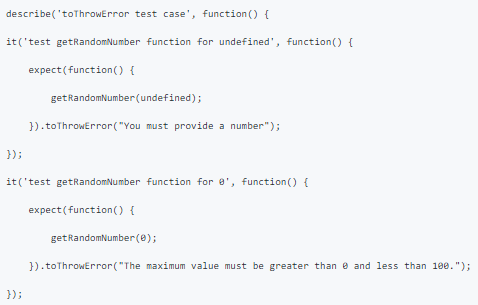 describe('toThrowError test case', function() {
it('test getRandomNumber function for undefined', function() {
expect(function() {
getRandomNumber(undefined);
}).toThrowError("You must provide a number");
});
it('test getRandomNumber function for 0', function() {
expect(function() {
getRandomNumber(0);
}).toThrowError("The maximum value must be greater than 0 and less than 100.");
});